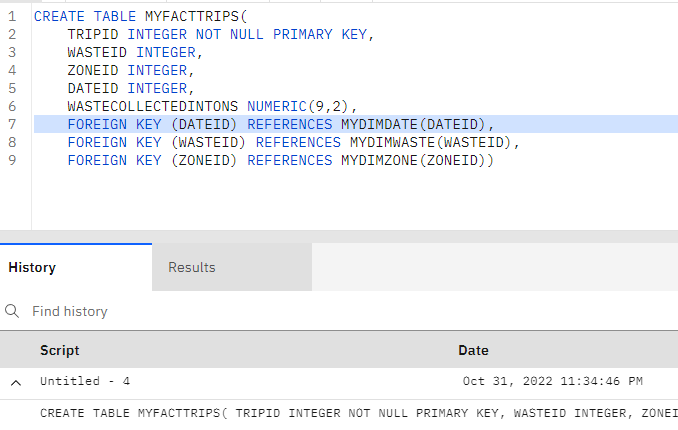 1 CREATE TABLE MYFACTTRIPS(
2 TRIPID INTEGER NOT NULL PRIMARY KEY,
3 WASTEID INTEGER,
4 ZONEID INTEGER,
5 DATEID INTEGER,
6 WASTECOLLECTEDINTONS NUMERIC(9,2),
7 FOREIGN KEY (DATEID) REFERENCES MYDIMDATE(DATEID),
8 FOREIGN KEY (WASTEID) REFERENCES MYDIMWASTE(WASTEID),
9 FOREIGN KEY (ZONEID) REFERENCES MYDIMZONE(ZONEID))
History Results
Find history
Script Date
Untitled - 4 Oct 31, 2022 11:34:46 PM
CREATE TABLE MYFACTTRIPS( TRIPID INTEGER NOT NULL PRIMARY KEY, WASTEID INTEGER, ZONEI